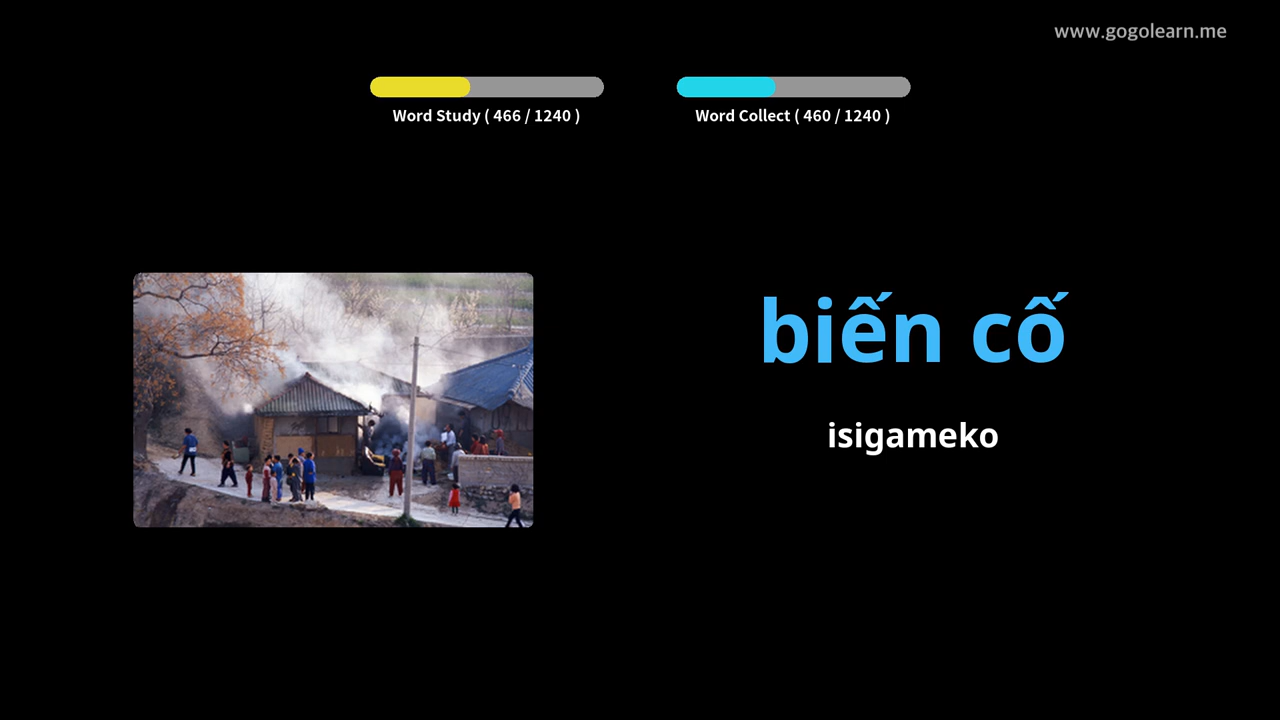 www.gogolearn.me
Word Study ( 466 / 1240 )
Word Collect ( 460 / 1240 )
biến cố
isigameko